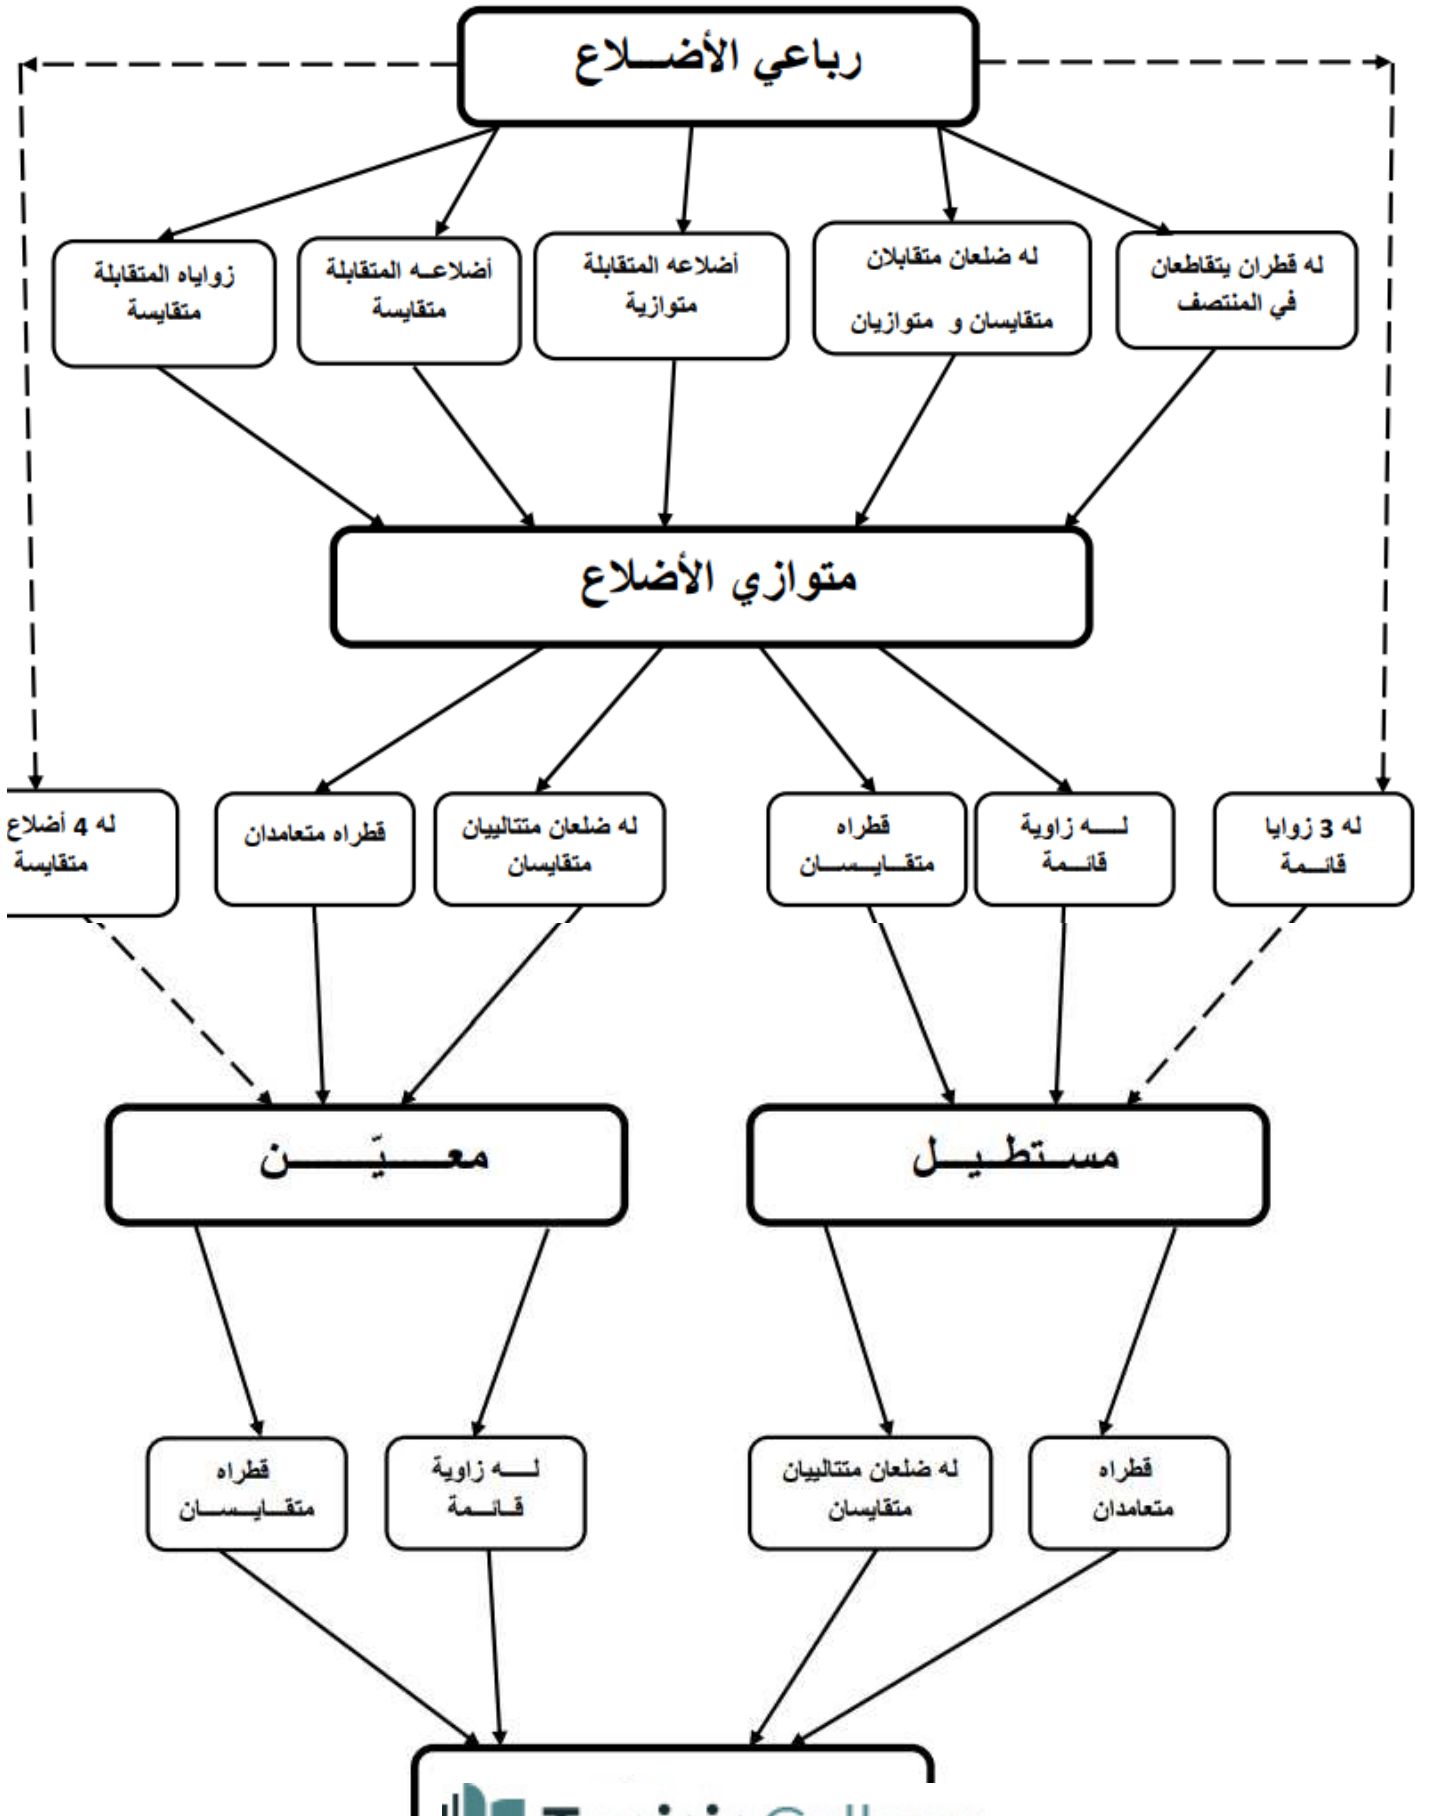 رباعي الأضلاع
له قطران يتقاطعان
في المنتصف
له ضلعان متقابلان
متقايسان و متوازيان
أضلاعه المتقابلة
متوازية
أضلاعه المتقابلة
متقايسة
زواياه المتقابلة
متقايسة
متوازي الأضلاع
له 3 زوايا
قائمة
له زاوية
قائمة
قطراه
متقايسان
له ضلعان متتاليان
متقايسان
قطراه متعامدان
له 4 أضلاع
متقايسة
مستطيل
معيّن
قطراه
متعامدان
له ضلعان متتاليان
متقايسان
له زاوية
قائمة
قطراه
متقايسان